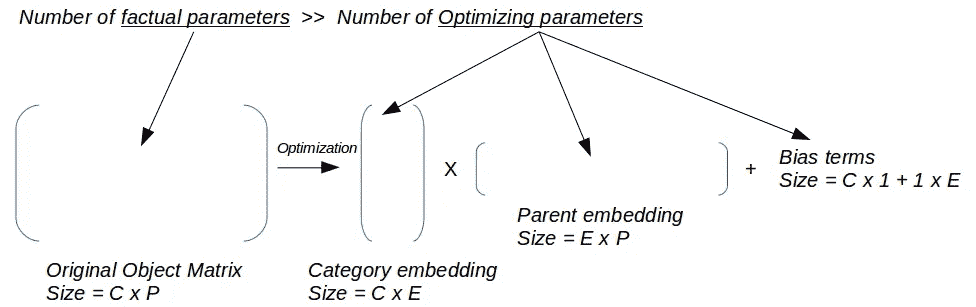 Number of factual parameters >> Number of Optimizing parameters
Optimization
X
+
Bias terms
Size = C x 1 + 1 x E
Parent embedding
Size = E x P
Original Object Matrix
Size = C x P
Category embedding
Size = C x E